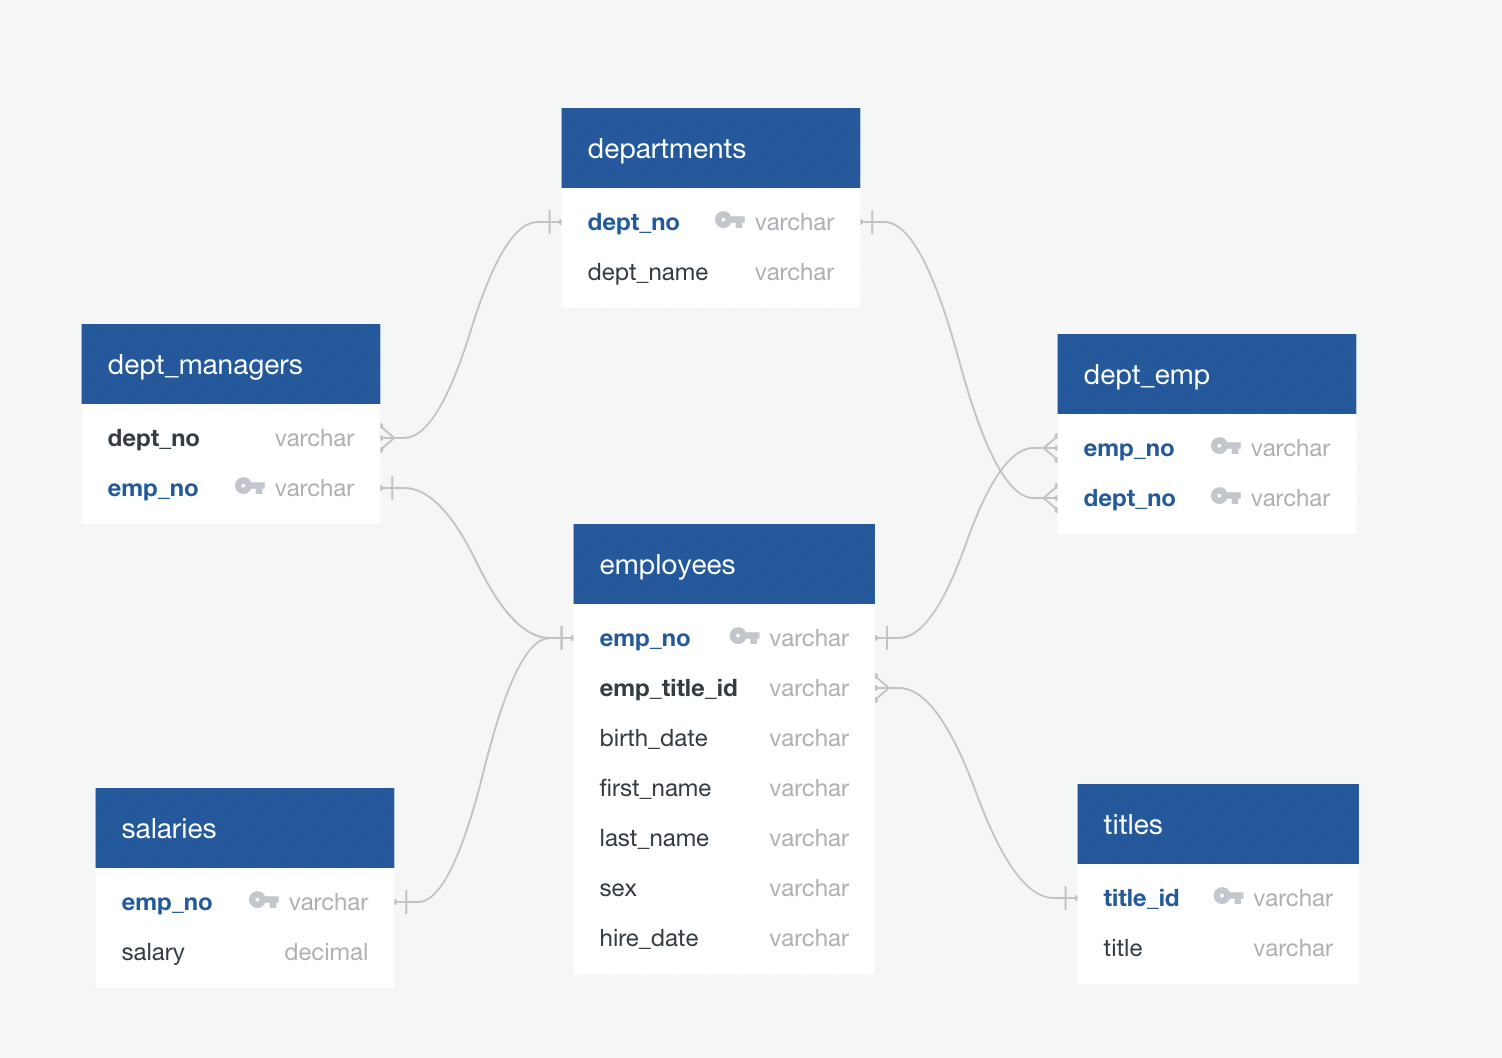 departments
dept_no varchar
dept_name varchar
dept_managers
dept_no varchar
emp_no varchar
dept_emp
emp_no varchar
dept_no varchar
employees
emp_no varchar
emp_title_id varchar
birth_date varchar
first_name varchar
last_name varchar
sex varchar
hire_date varchar
salaries
emp_no varchar
salary decimal
titles
title_id varchar
title varchar